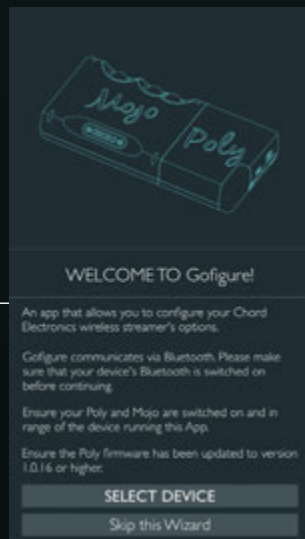 Mojo
Poly
WELCOME TO Gofigure!
An app that allows you to configure your Chord
Electronics wireless streamer's options.
Gofigure communicates via Bluetooth. Please make
sure that your device's Bluetooth is switched on
before continuing.
Ensure your Poly and Mojo are switched on and in
range of the device running this App.
Ensure the Poly firmware has been updated to version
1.0.16 or higher.
SELECT DEVICE
Skip this Wizard